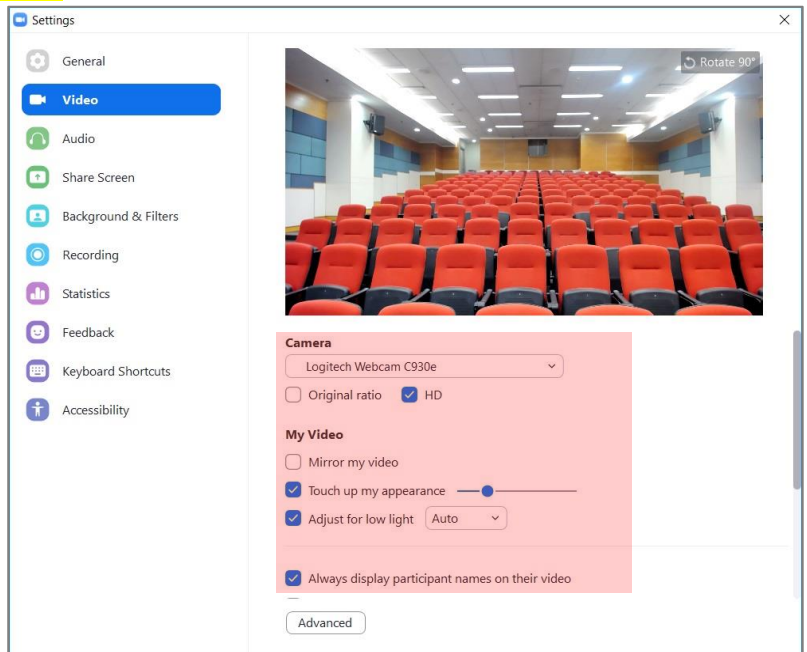 Settings
General
Video
Audio
Share Screen
Background & Filters
Recording
Statistics
Feedback
Keyboard Shortcuts
Accessibility
Rotate 90°
Camera
Logitech Webcam C930e
Original ratio HD
My Video
Mirror my video
Touch up my appearance
Adjust for low light Auto
Always display participant names on their video
Advanced